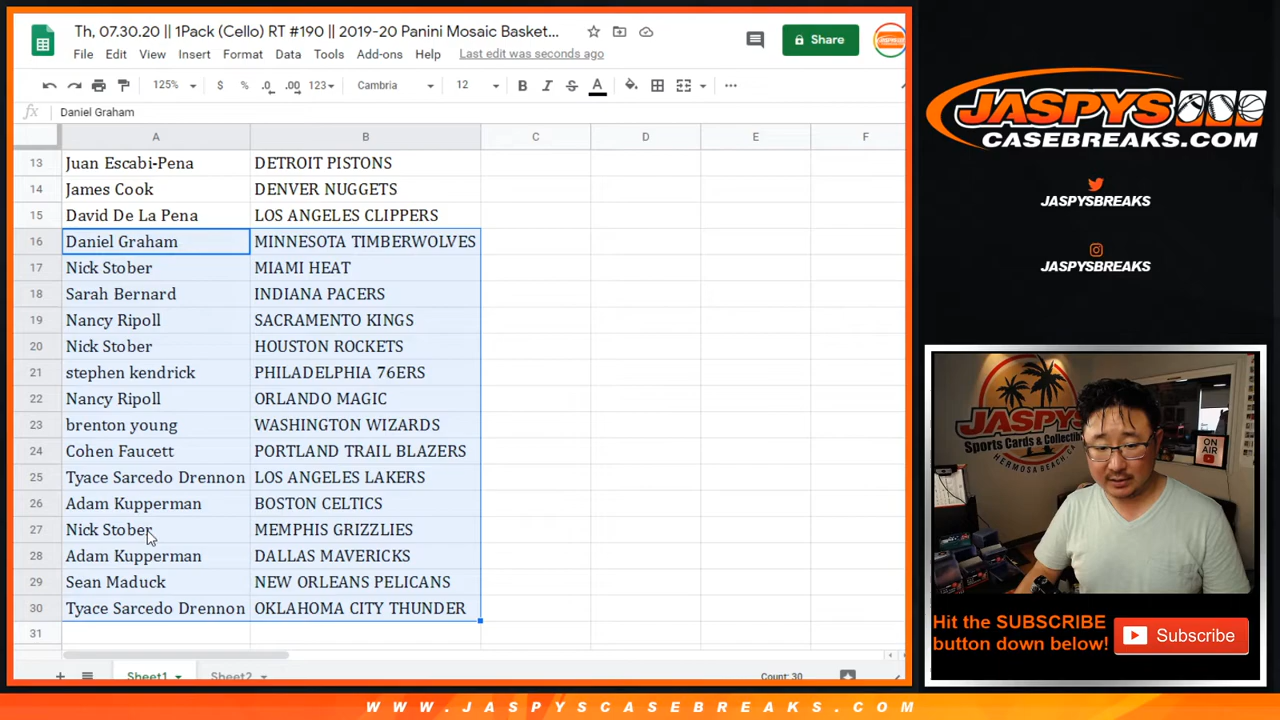 Th, 07.30.20 || 1Pack (Cello) RT #190 || 2019-20 Panini Mosaic Basket...
File Edit View Insert Format Data Tools Add-ons Help Last edit was seconds ago
Share
125% $ % .0 .00 123 Cambria 12 B I S A
fx Daniel Graham
A B C D E F
13 Juan Escabi-Pena DETROIT PISTONS
14 James Cook DENVER NUGGETS
15 David De La Pena LOS ANGELES CLIPPERS
16 Daniel Graham MINNESOTA TIMBERWOLVES
17 Nick Stober MIAMI HEAT
18 Sarah Bernard INDIANA PACERS
19 Nancy Ripoll SACRAMENTO KINGS
20 Nick Stober HOUSTON ROCKETS
21 stephen kendrick PHILADELPHIA 76ERS
22 Nancy Ripoll ORLANDO MAGIC
23 brenton young WASHINGTON WIZARDS
24 Cohen Faucett PORTLAND TRAIL BLAZERS
25 Tyace Sarcedo Drennon LOS ANGELES LAKERS
26 Adam Kupperman BOSTON CELTICS
27 Nick Stober MEMPHIS GRIZZLIES
28 Adam Kupperman DALLAS MAVERICKS
29 Sean Maduck NEW ORLEANS PELICANS
30 Tyace Sarcedo Drennon OKLAHOMA CITY THUNDER
31
Sheet1 Sheet2 Count: 30
JASPYS
CASEBREAKS.COM
JASPYSBREAKS
JASPYSBREAKS
JASPYS
Sports Cards & Collectibles
HERMOSA BEACH, CA
ON AIR
Hit the SUBSCRIBE
button down below!
Subscribe
WWW.JASPYSCASEBREAKS.COM